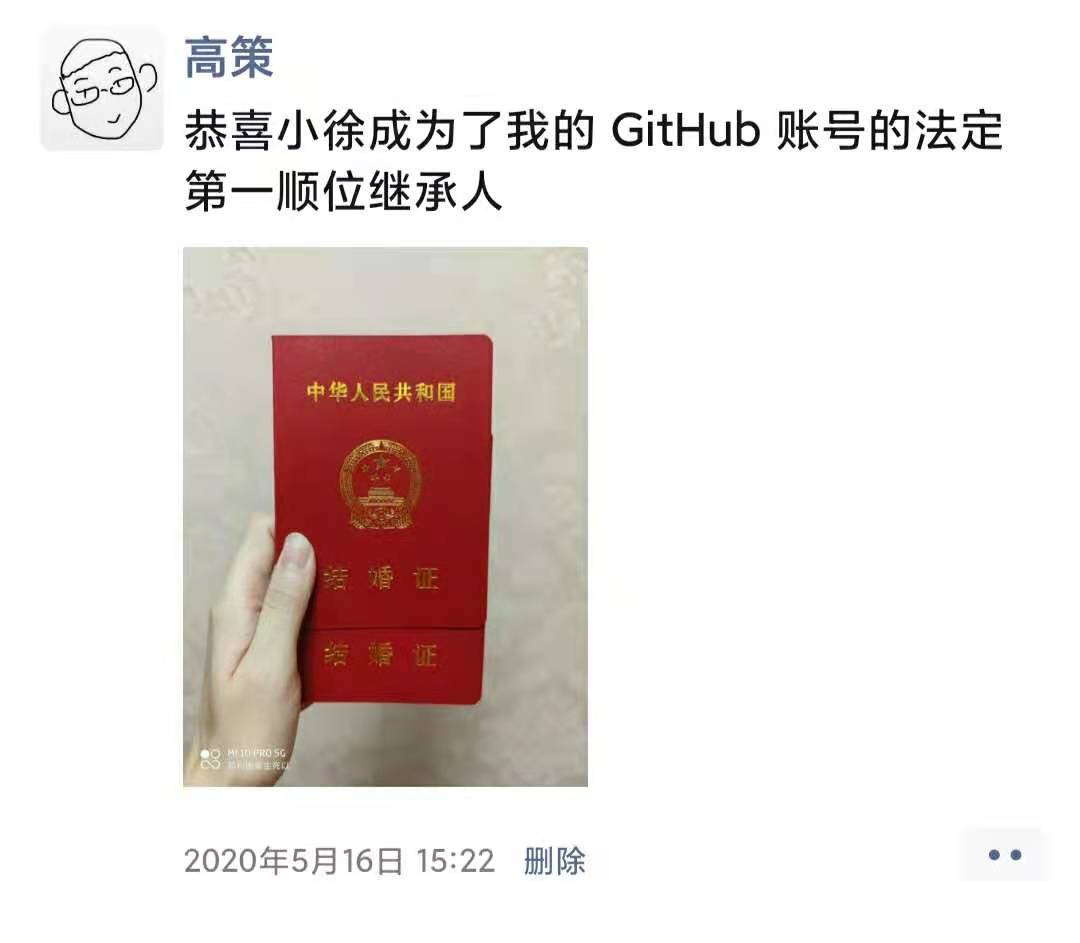 高策
恭喜小徐成为了我的 GitHub 账号的法定
第一顺位继承人
中华人民共和国
结婚证
结婚证
MI 10 PRO 5G
2020年5月16日 15:22 删除